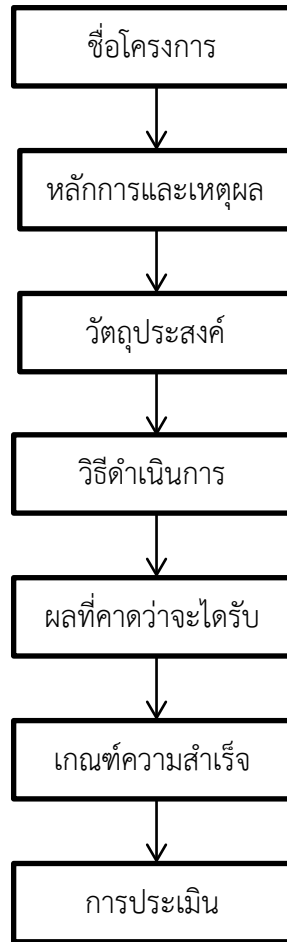 ชื่อโครงการ
หลักการและเหตุผล
วัตถุประสงค์
วิธีดำเนินการ
ผลที่คาดว่าจะไดรับ
เกณฑ์ความสำเร็จ
การประเมิน